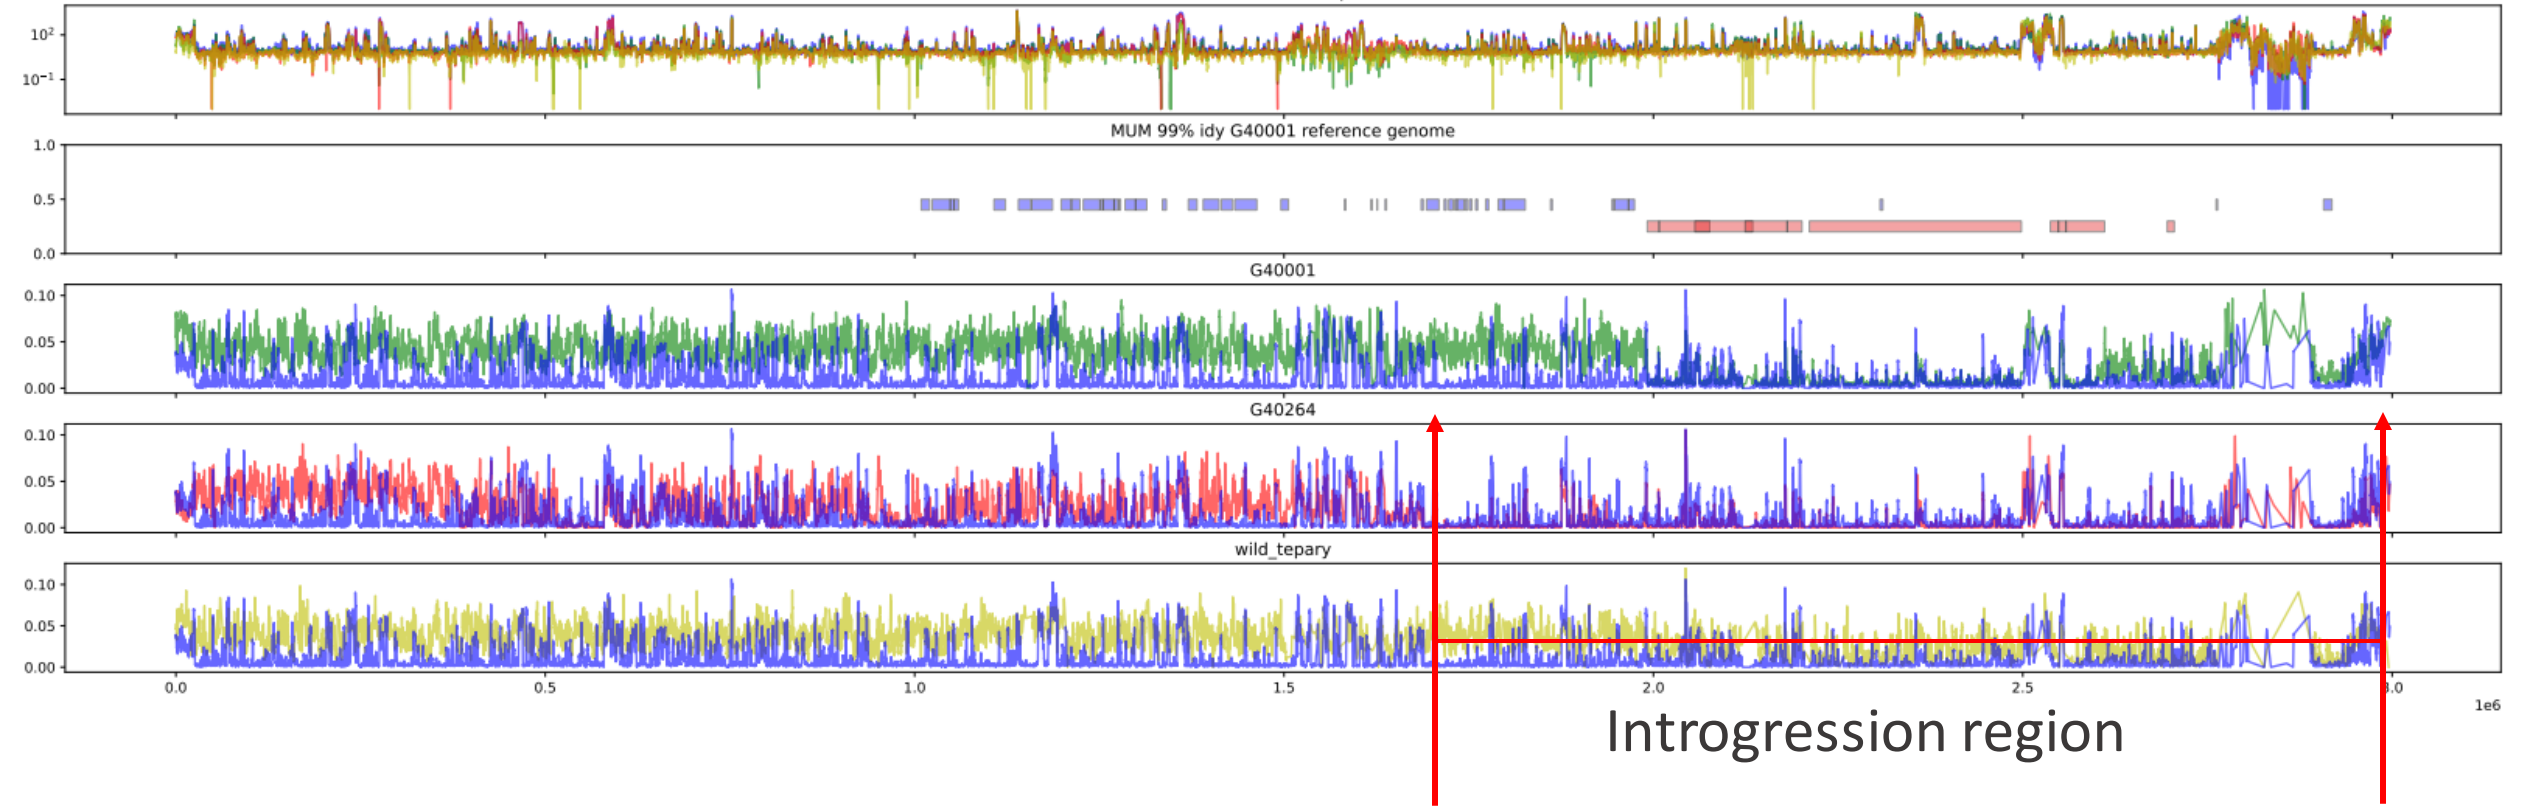 10²
10⁻¹
MUM 99% idy G40001 reference genome
1.0
0.5
0.0
G40001
0.10
0.05
0.00
G40264
0.10
0.05
0.00
wild_tepary
0.10
0.05
0.00
0.0 0.5 1.0 1.5 2.0 2.5 3.0
1e6
Introgression region